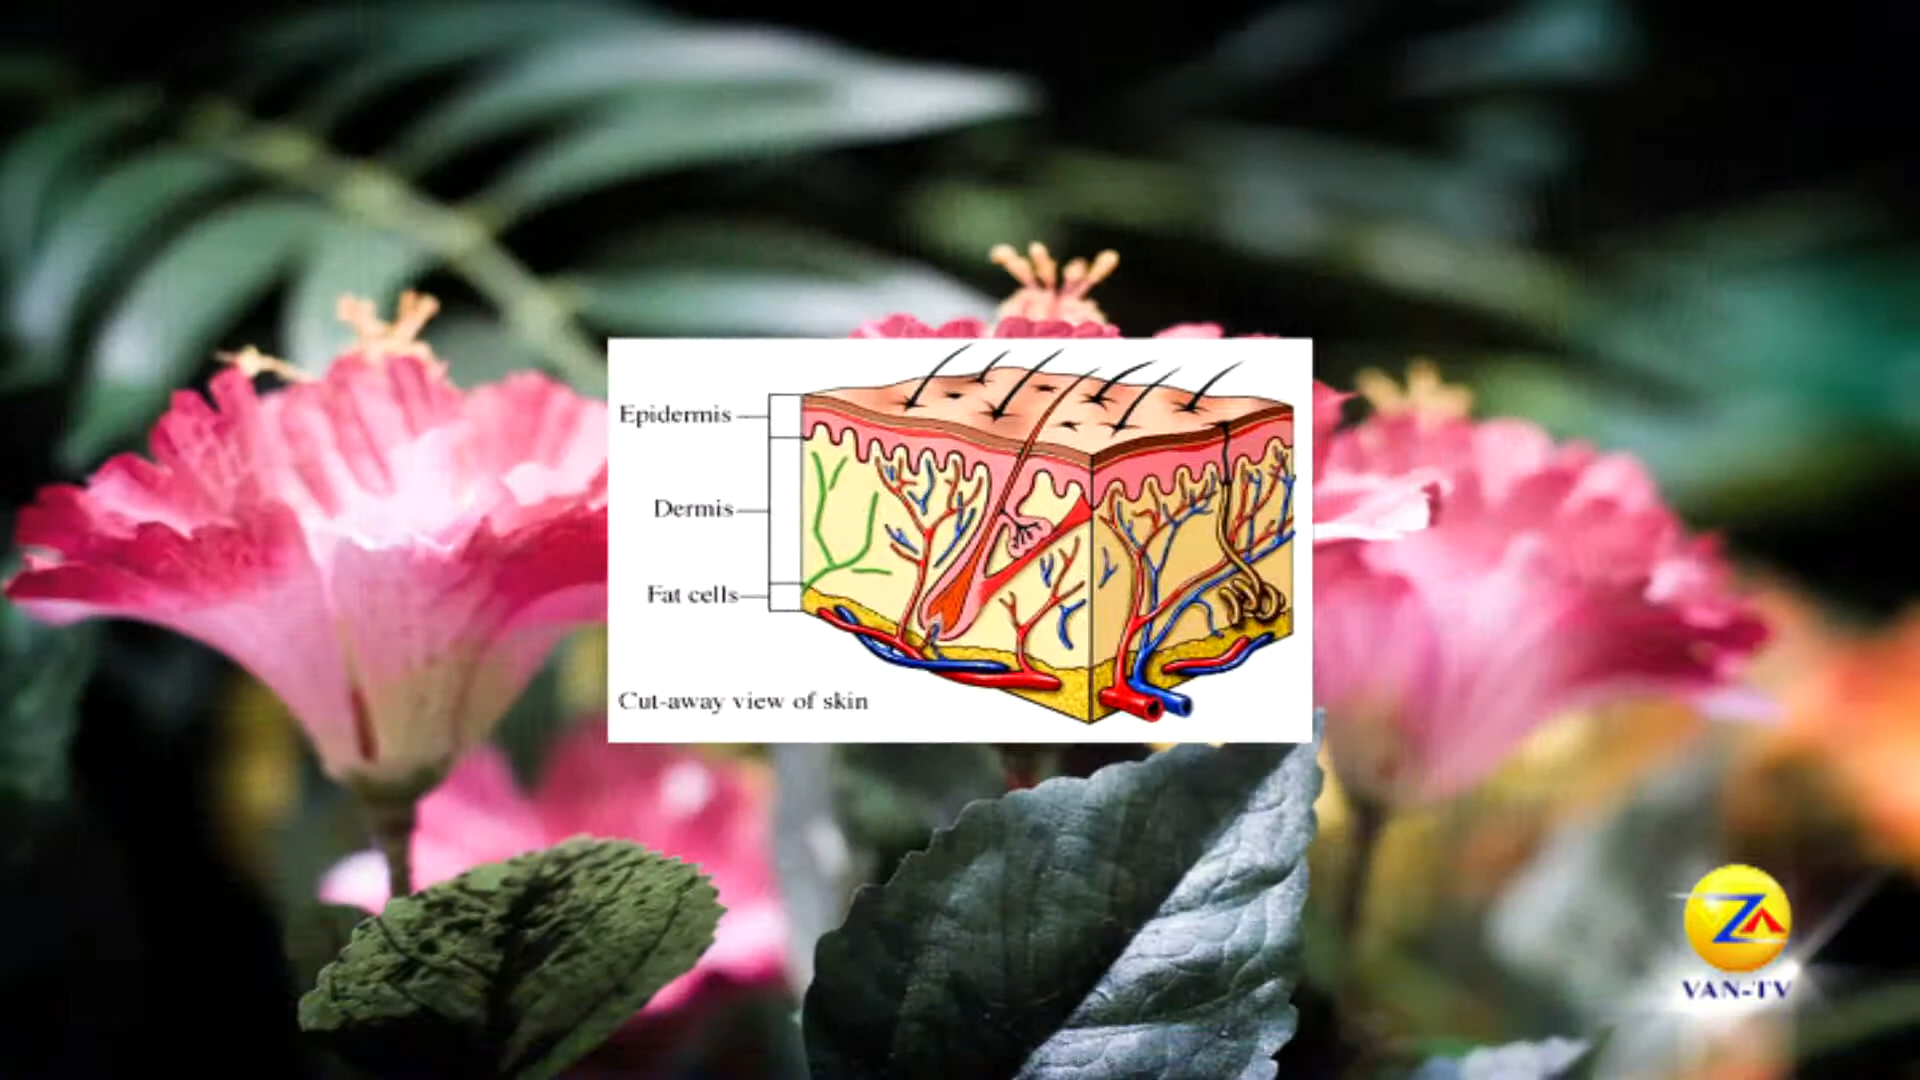 Epidermis
Dermis
Fat cells
Cut-away view of skin
VAN-TV